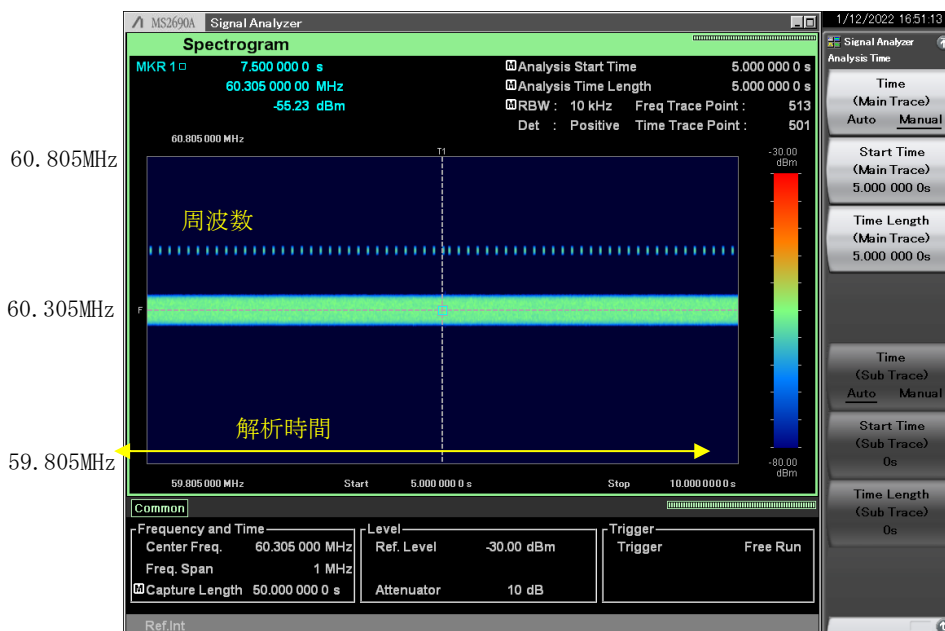 MS2690A Signal Analyzer
1/12/2022 16:51:13
Spectrogram
MKR 1 7.500 000 0 s
60.305 000 00 MHz
-55.23 dBm
M Analysis Start Time 5.000 000 0 s
M Analysis Time Length 5.000 000 0 s
M RBW : 10 kHz Freq Trace Point : 513
Det : Positive Time Trace Point : 501
60.805 000 MHz
60.805MHz
T1
-30.00
dBm
周波数
60.305MHz
F
解析時間
59.805MHz
-80.00
dBm
59.805 000 MHz Start 5.000 000 0 s Stop 10.000 000 0 s
Common
Frequency and Time
Center Freq. 60.305 000 MHz
Freq. Span 1 MHz
M Capture Length 50.000 000 0 s
Level
Ref. Level -30.00 dBm
Attenuator 10 dB
Trigger
Trigger Free Run
Ref.Int
Signal Analyzer
Analysis Time
Time
(Main Trace)
Auto Manual
Start Time
(Main Trace)
5.000 000 0s
Time Length
(Main Trace)
5.000 000 0s
Time
(Sub Trace)
Auto Manual
Start Time
(Sub Trace)
0s
Time Length
(Sub Trace)
0s